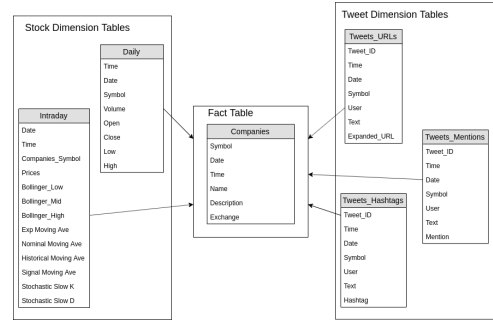 Stock Dimension Tables
Daily
Time
Date
Symbol
Volume
Open
Close
Low
High
Intraday
Date
Time
Companies_Symbol
Prices
Bollinger_Low
Bollinger_Mid
Bollinger_High
Exp Moving Ave
Nominal Moving Ave
Historical Moving Ave
Signal Moving Ave
Stochastic Slow K
Stochastic Slow D
Fact Table
Companies
Symbol
Date
Time
Name
Description
Exchange
Tweet Dimension Tables
Tweets_URLs
Tweet_ID
Time
Date
Symbol
User
Text
Expanded_URL
Tweets_Mentions
Tweet_ID
Time
Date
Symbol
User
Text
Mention
Tweets_Hashtags
Tweet_ID
Time
Date
Symbol
User
Text
Hashtag